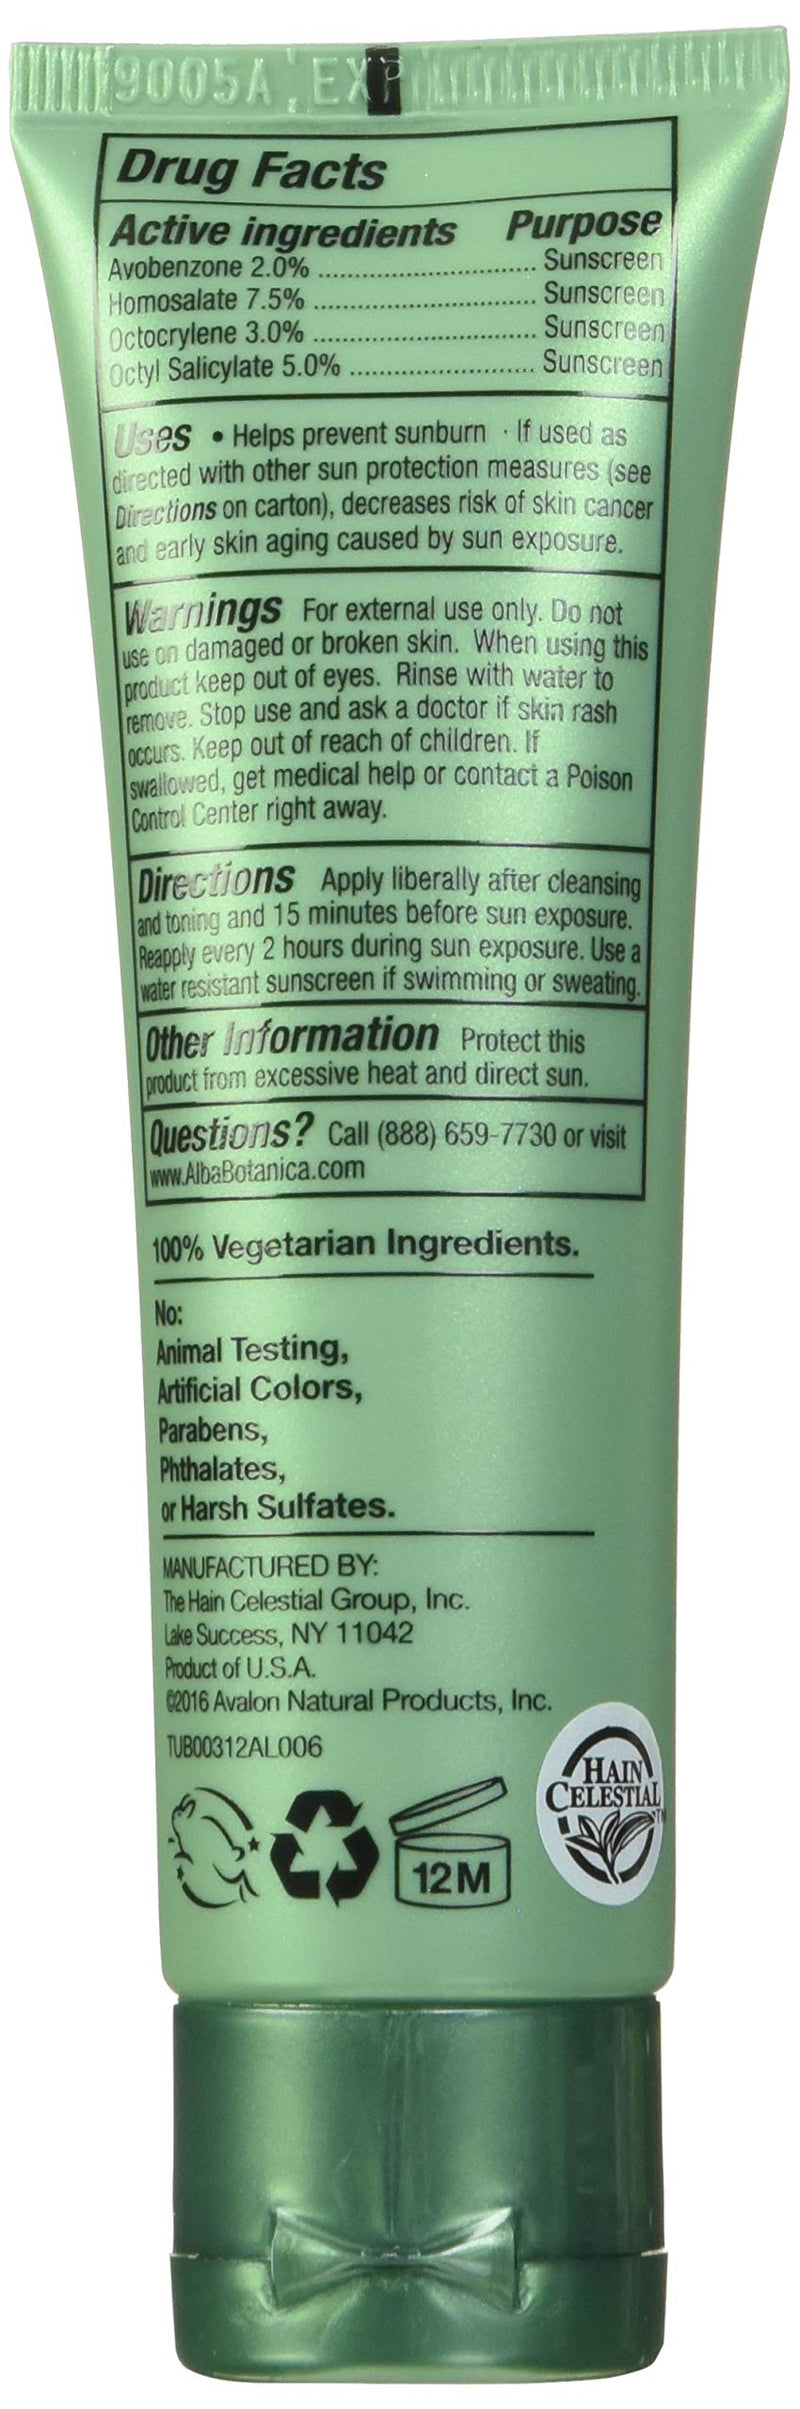 9005A EXP
Drug Facts
Active ingredients Purpose
Avobenzone 2.0% ................................ Sunscreen
Homosalate 7.5% ................................ Sunscreen
Octocrylene 3.0% ................................ Sunscreen
Octyl Salicylate 5.0% .......................... Sunscreen
Uses • Helps prevent sunburn · If used as
directed with other sun protection measures (see
Directions on carton), decreases risk of skin cancer
and early skin aging caused by sun exposure.
Warnings For external use only. Do not
use on damaged or broken skin. When using this
product keep out of eyes. Rinse with water to
remove. Stop use and ask a doctor if skin rash
occurs. Keep out of reach of children. If
swallowed, get medical help or contact a Poison
Control Center right away.
Directions Apply liberally after cleansing
and toning and 15 minutes before sun exposure.
Reapply every 2 hours during sun exposure. Use a
water resistant sunscreen if swimming or sweating.
Other Information Protect this
product from excessive heat and direct sun.
Questions? Call (888) 659-7730 or visit
www.AlbaBotanica.com
100% Vegetarian Ingredients.
No:
Animal Testing,
Artificial Colors,
Parabens,
Phthalates,
or Harsh Sulfates.
MANUFACTURED BY:
The Hain Celestial Group, Inc.
Lake Success, NY 11042
Product of U.S.A.
©2016 Avalon Natural Products, Inc.
TUB00312AL006
12M
HAIN
CELESTIAL
TM